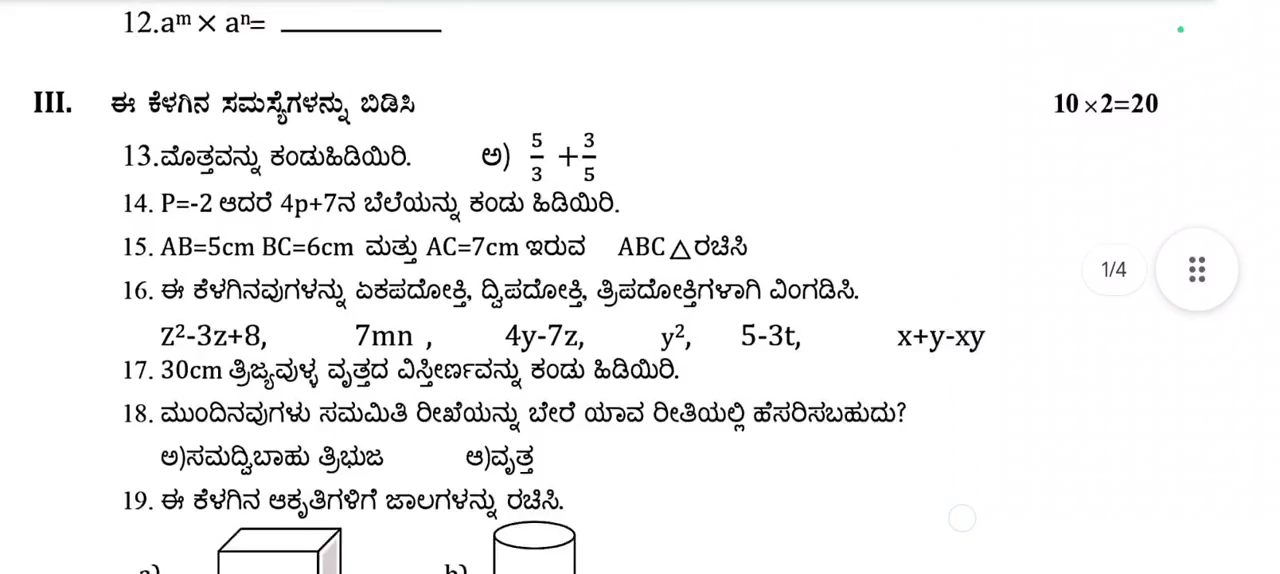 12.aᵐ × aⁿ= ____________
III. ಈ ಕೆಳಗಿನ ಸಮಸ್ಯೆಗಳನ್ನು ಬಿಡಿಸಿ 10 ×2=20
13.ಮೊತ್ತವನ್ನು ಕಂಡುಹಿಡಿಯಿರಿ. ಅ) 5/3 + 3/5
14. P=-2 ಆದರೆ 4p+7ನ ಬೆಲೆಯನ್ನು ಕಂಡು ಹಿಡಿಯಿರಿ.
15. AB=5cm BC=6cm ಮತ್ತು AC=7cm ಇರುವ ABC △ ರಚಿಸಿ
16. ಈ ಕೆಳಗಿನವುಗಳನ್ನು ಏಕಪದೋಕ್ತಿ, ದ್ವಿಪದೋಕ್ತಿ, ತ್ರಿಪದೋಕ್ತಿಗಳಾಗಿ ವಿಂಗಡಿಸಿ.
Z²-3z+8, 7mn , 4y-7z, y², 5-3t, x+y-xy
17. 30cm ತ್ರಿಜ್ಯವುಳ್ಳ ವೃತ್ತದ ವಿಸ್ತೀರ್ಣವನ್ನು ಕಂಡು ಹಿಡಿಯಿರಿ.
1/4
18. ಮುಂದಿನವುಗಳು ಸಮಮಿತಿ ರೇಖೆಯನ್ನು ಬೇರೆ ಯಾವ ರೀತಿಯಲ್ಲಿ ಹೆಸರಿಸಬಹುದು?
ಅ)ಸಮದ್ವಿಬಾಹು ತ್ರಿಭುಜ ಆ)ವೃತ್ತ
19. ಈ ಕೆಳಗಿನ ಆಕೃತಿಗಳಿಗೆ ಜಾಲಗಳನ್ನು ರಚಿಸಿ.